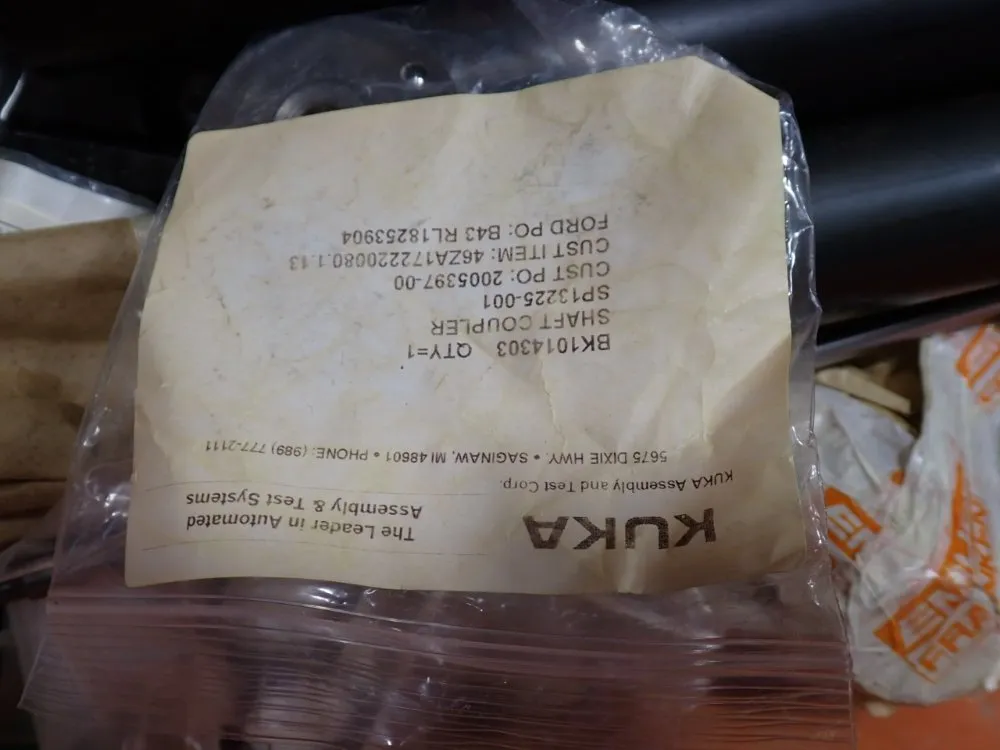 KUKA
The Leader in Automated
Assembly & Test Systems
KUKA Assembly and Test Corp.
5675 DIXIE HWY. • SAGINAW, MI 48601 • PHONE: (989) 777-2111
BK1014303 QTY=1
SHAFT COUPLER
SP13225-001
CUST PO: 2005397-00
CUST ITEM: 46ZA172220080.1.13
FORD PO: B43 RL18253904